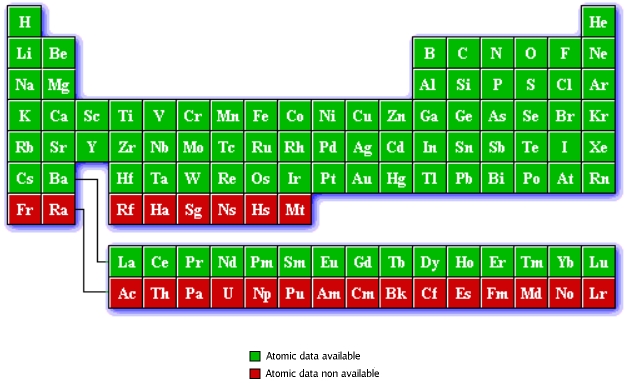 H He
Li Be B C N O F Ne
Na Mg Al Si P S Cl Ar
K Ca Sc Ti V Cr Mn Fe Co Ni Cu Zn Ga Ge As Se Br Kr
Rb Sr Y Zr Nb Mo Tc Ru Rh Pd Ag Cd In Sn Sb Te I Xe
Cs Ba Hf Ta W Re Os Ir Pt Au Hg Tl Pb Bi Po At Rn
Fr Ra Rf Ha Sg Ns Hs Mt
La Ce Pr Nd Pm Sm Eu Gd Tb Dy Ho Er Tm Yb Lu
Ac Th Pa U Np Pu Am Cm Bk Cf Es Fm Md No Lr
Atomic data available
Atomic data non available